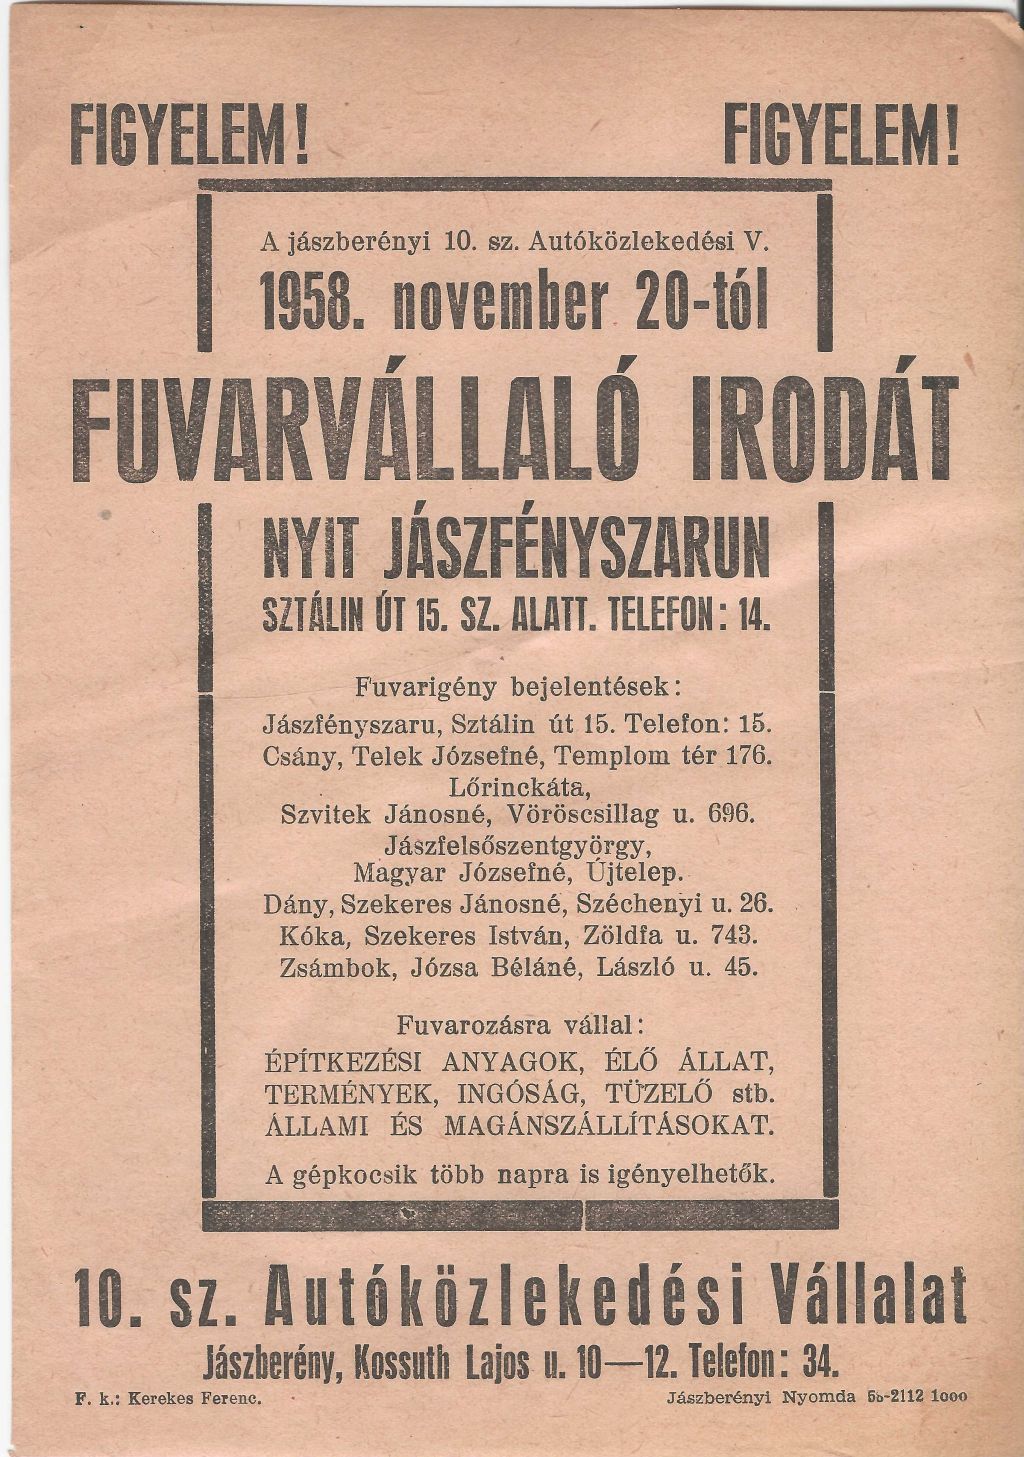 FIGYELEM! FIGYELEM!
A jászberényi 10. sz. Autóközlekedési V.
1958. november 20-tól
FUVARVÁLLALÓ IRODÁT
NYIT JÁSZFÉNYSZARUN
SZTÁLIN ÚT 15. SZ. ALATT. TELEFON: 14.
Fuvarigény bejelentések:
Jászfényszaru, Sztálin út 15. Telefon: 15.
Csány, Telek Józsefné, Templom tér 176.
Lőrinckáta,
Szvitek Jánosné, Vöröscsillag u. 696.
Jászfelsőszentgyörgy,
Magyar Józsefné, Újtelep.
Dány, Szekeres Jánosné, Széchenyi u. 26.
Kóka, Szekeres István, Zöldfa u. 743.
Zsámbok, Józsa Béláné, László u. 45.
Fuvarozásra vállal:
ÉPÍTKEZÉSI ANYAGOK, ÉLŐ ÁLLAT,
TERMÉNYEK, INGÓSÁG, TÜZELŐ stb.
ÁLLAMI ÉS MAGÁNSZÁLLÍTÁSOKAT.
A gépkocsik több napra is igényelhetők.
10. sz. Autóközlekedési Vállalat
Jászberény, Kossuth Lajos u. 10—12. Telefon: 34.
F. k.: Kerekes Ferenc. Jászberényi Nyomda 58-2112 1000